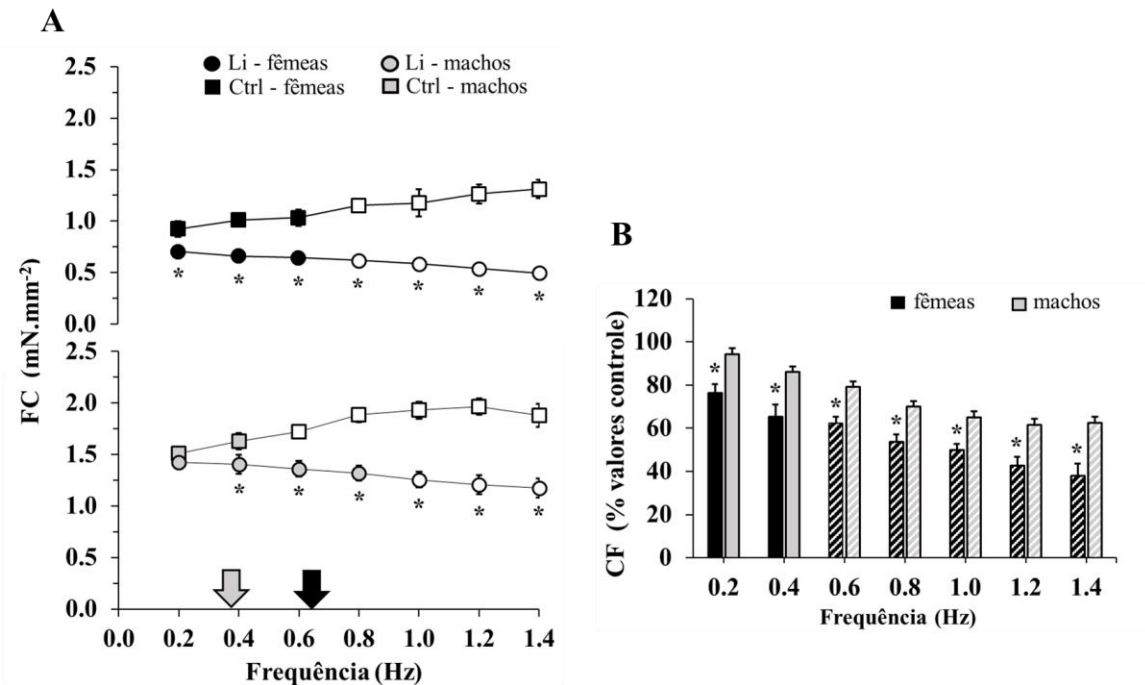 A
Li - fêmeas
Li - machos
Ctrl - fêmeas
Ctrl - machos
2.5
2.0
1.5
1.0
0.5
0.0
* * * * * * *
FC (mN.mm-2)
2.5
2.0
1.5
1.0
0.5
0.0
* * * * * *
0.0 0.2 0.4 0.6 0.8 1.0 1.2 1.4
Frequência (Hz)
B
fêmeas machos
120
100
80
60
40
20
0
* * * * * * *
CF (% valores controle)
0.2 0.4 0.6 0.8 1.0 1.2 1.4
Frequência (Hz)